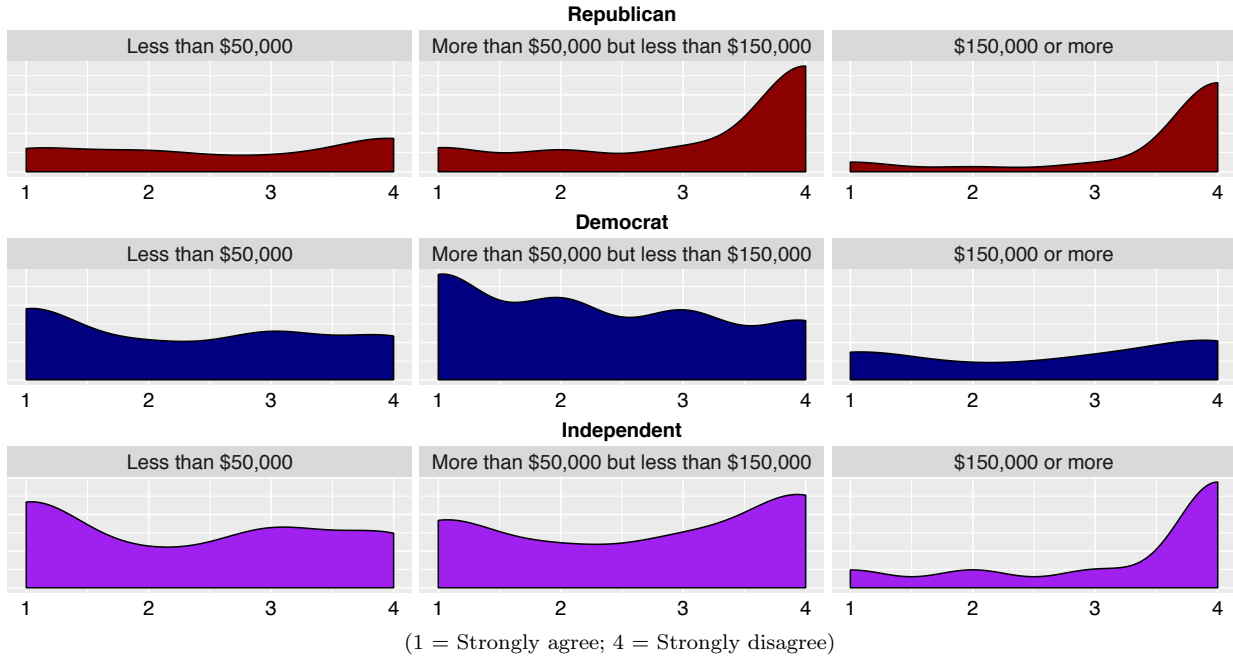 Republican
Less than $50,000 More than $50,000 but less than $150,000 $150,000 or more
1 2 3 4 1 2 3 4 1 2 3 4
Democrat
Less than $50,000 More than $50,000 but less than $150,000 $150,000 or more
1 2 3 4 1 2 3 4 1 2 3 4
Independent
Less than $50,000 More than $50,000 but less than $150,000 $150,000 or more
1 2 3 4 1 2 3 4 1 2 3 4
(1 = Strongly agree; 4 = Strongly disagree)